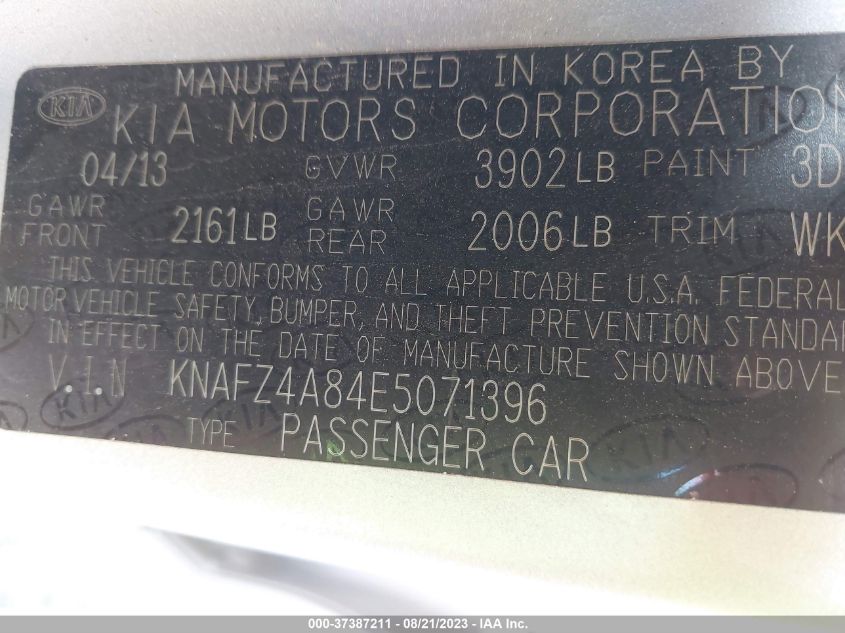 MANUFACTURED IN KOREA BY
KIA KIA MOTORS CORPORATION
04/13 GVWR 3902LB PAINT 3D
GAWR FRONT 2161LB GAWR REAR 2006LB TRIM WK
THIS VEHICLE CONFORMS TO ALL APPLICABLE U.S.A. FEDERAL
MOTOR VEHICLE SAFETY, BUMPER, AND THEFT PREVENTION STANDAR
IN EFFECT ON THE DATE OF MANUFACTURE SHOWN ABOVE
V.I.N KNAFZ4A84E5071396
TYPE PASSENGER CAR
000-37387211 - 08/21/2023 - IAA Inc.